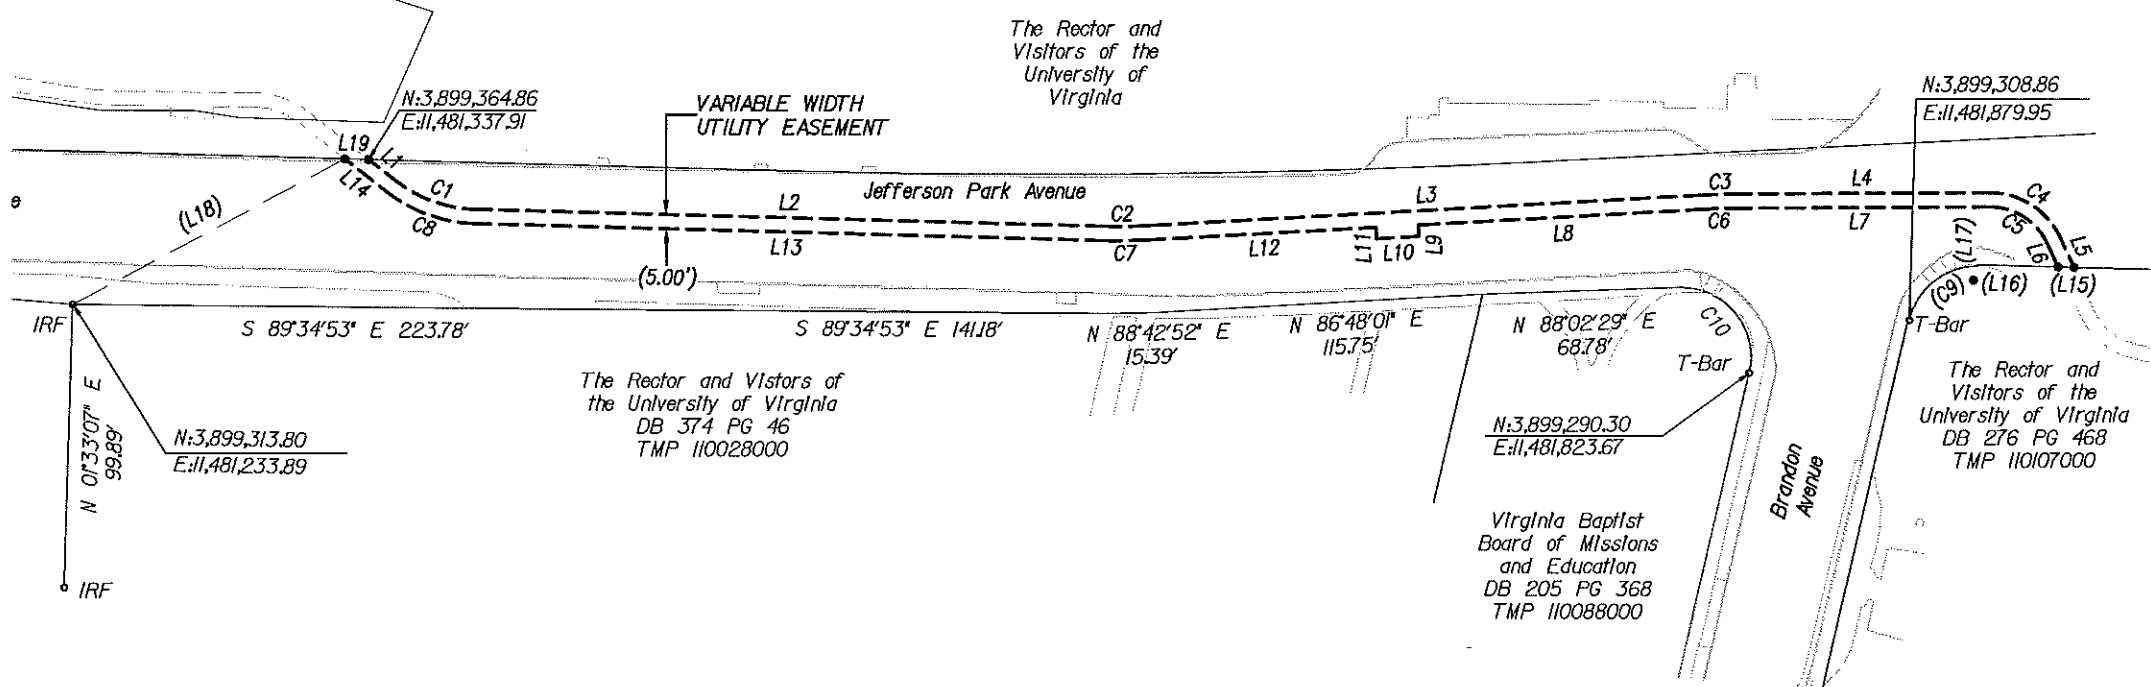 The Rector and
Visitors of the
University of
Virginia
N:3,899,364.86
E:11,481,337.91
VARIABLE WIDTH
UTILITY EASEMENT
N:3,899,308.86
E:11,481,879.95
L19
L1
L14
C1
C8
(L18)
e
Jefferson Park Avenue
L2
L13
C2
C7
L3
L12
L11
L10
L9
L8
C3
C6
L4
L7
C4
C5
(L17)
L6
L5
(C9)
(L16)
(L15)
(5.00')
IRF
S 89°34'53" E 223.78'
S 89°34'53" E 141.18'
N 88°42'52" E
15.39'
N 86°48'01" E
115.75'
N 88°02'29" E
68.78'
C10
T-Bar
T-Bar
N 01°33'07" E
99.89'
N:3,899,313.80
E:11,481,233.89
The Rector and Vistors of
the University of Virginia
DB 374 PG 46
TMP 110028000
N:3,899,290.30
E:11,481,823.67
The Rector and
Visitors of the
University of Virginia
DB 276 PG 468
TMP 110107000
Brandon
Avenue
Virginia Baptist
Board of Missions
and Education
DB 205 PG 368
TMP 110088000
IRF